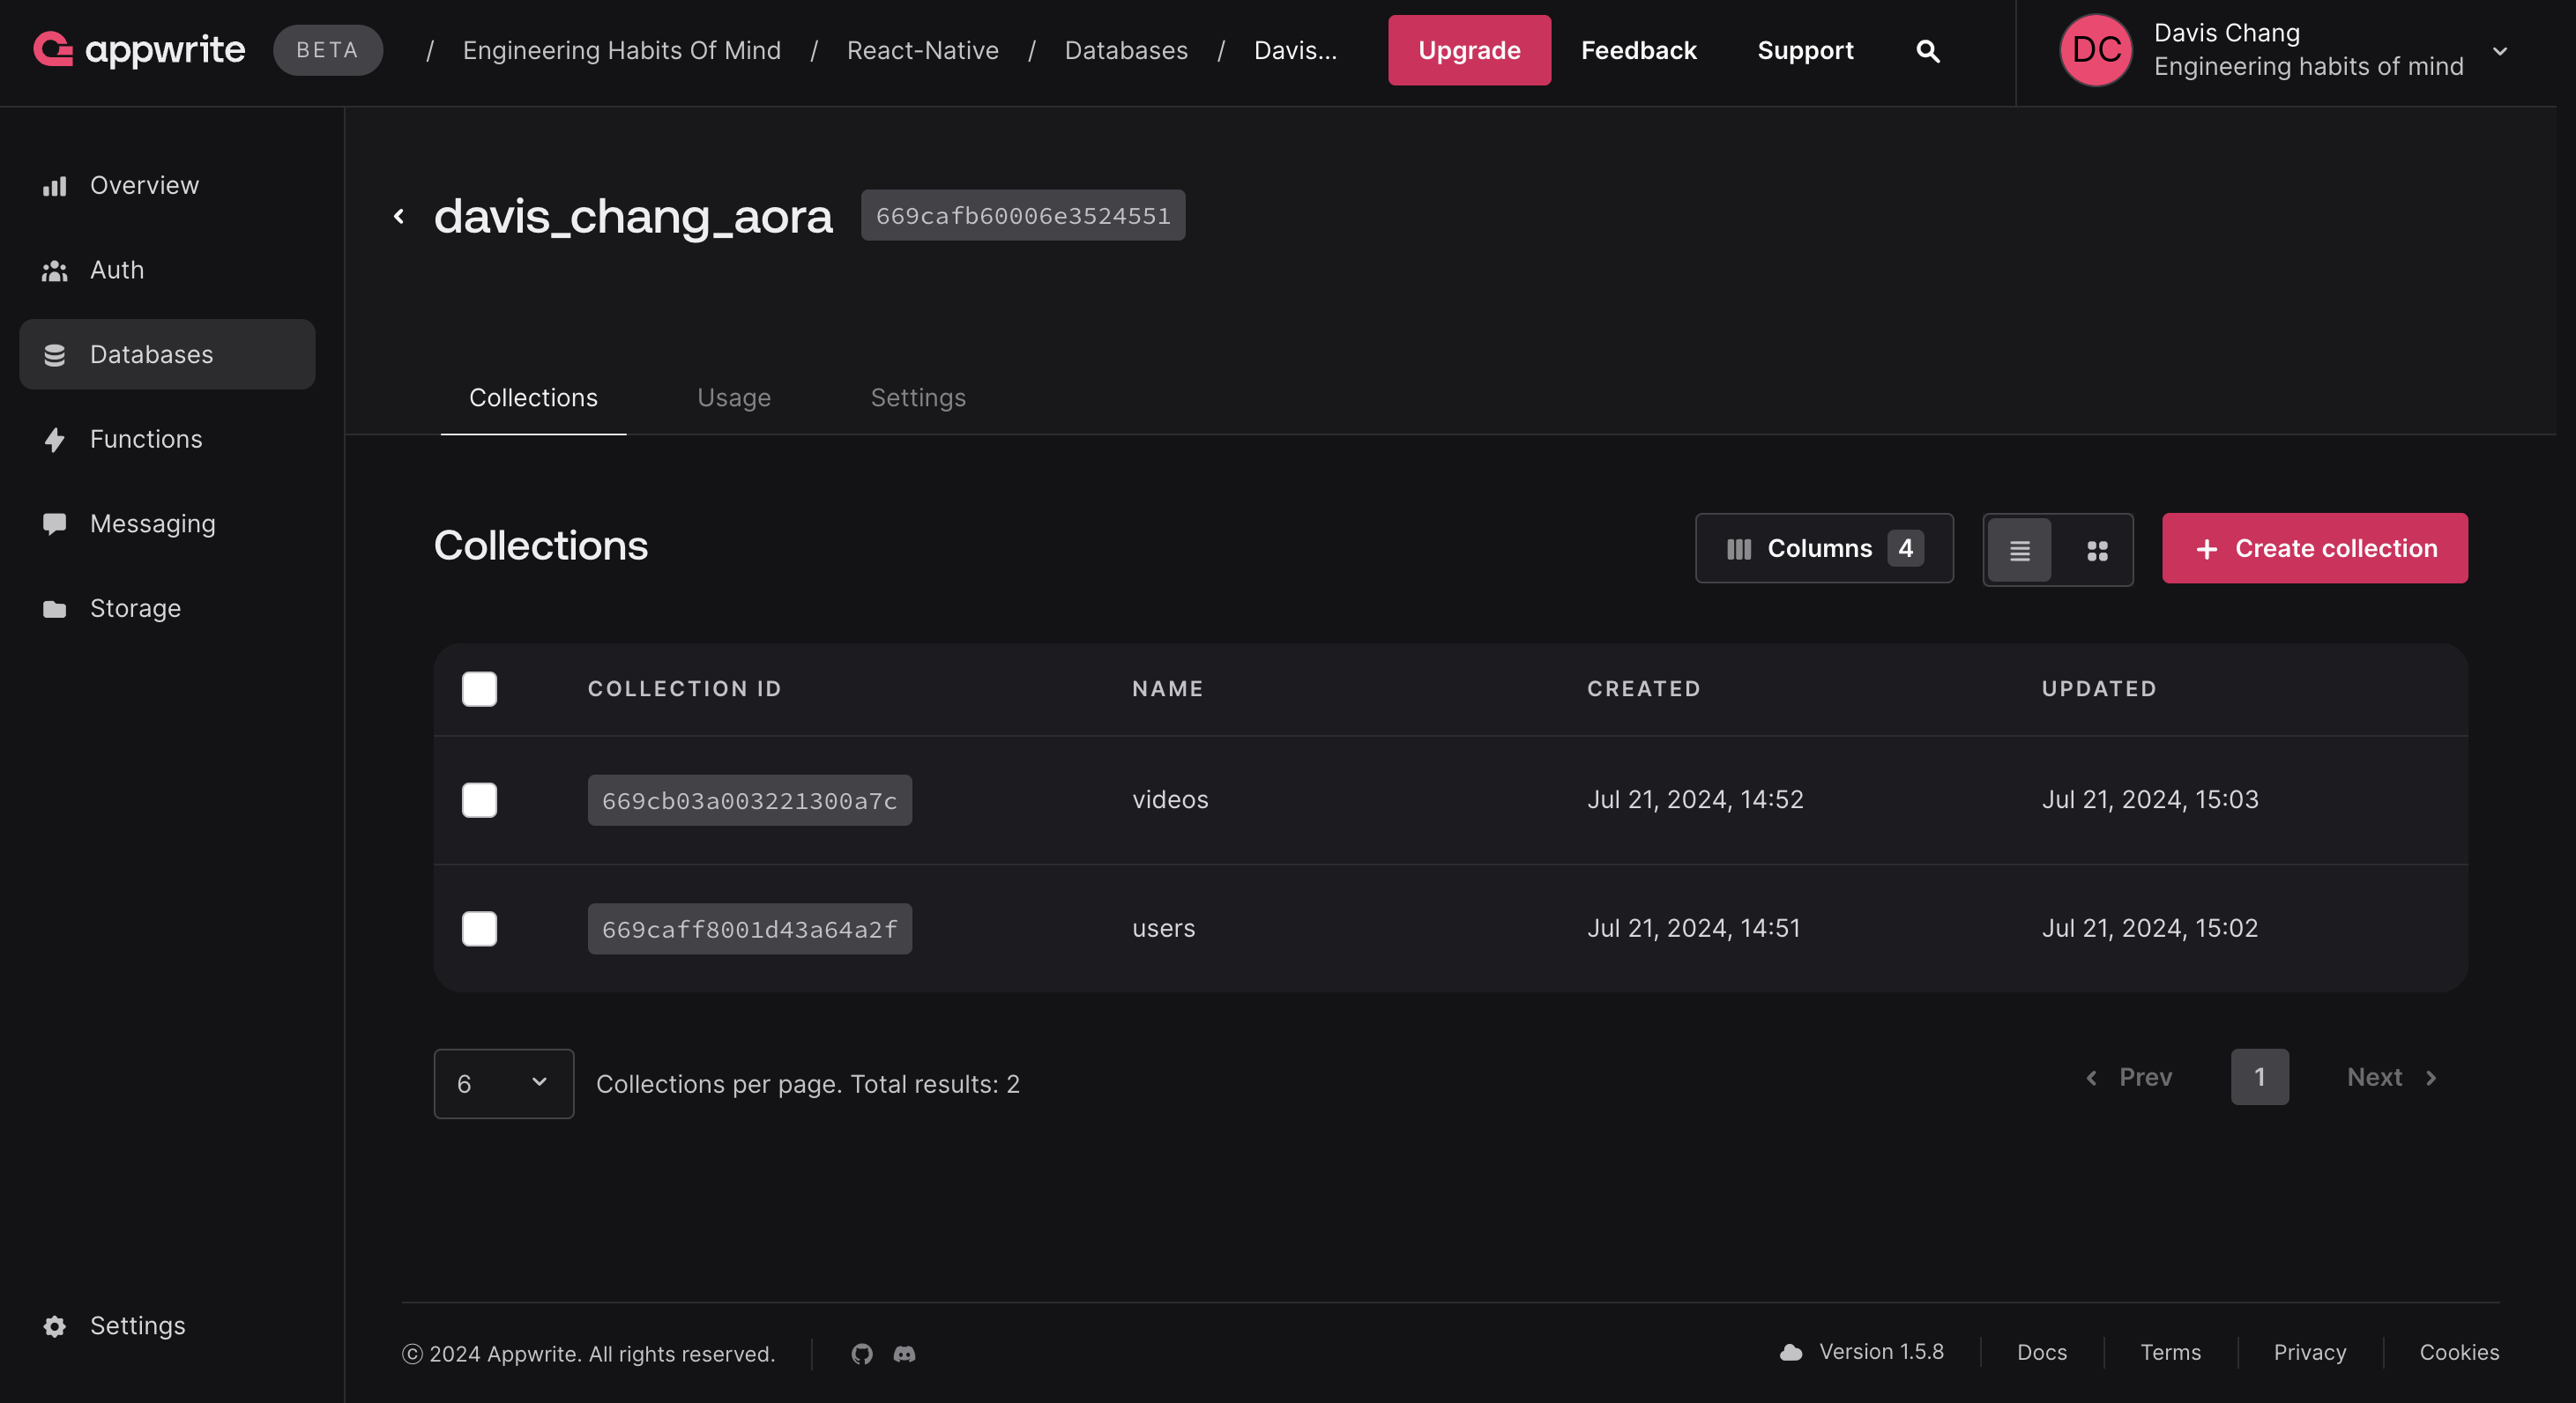 appwrite BETA / Engineering Habits Of Mind / React-Native / Databases / Davis... Upgrade Feedback Support DC Davis Chang
Engineering habits of mind
Overview
Auth
Databases
Functions
Messaging
Storage
Settings
davis_chang_aora 669cafb60006e3524551
Collections Usage Settings
Collections Columns 4 Create collection
COLLECTION ID NAME CREATED UPDATED
669cb03a003221300a7c videos Jul 21, 2024, 14:52 Jul 21, 2024, 15:03
669caff8001d43a64a2f users Jul 21, 2024, 14:51 Jul 21, 2024, 15:02
6 Collections per page. Total results: 2 Prev 1 Next
© 2024 Appwrite. All rights reserved. Version 1.5.8 Docs Terms Privacy Cookies